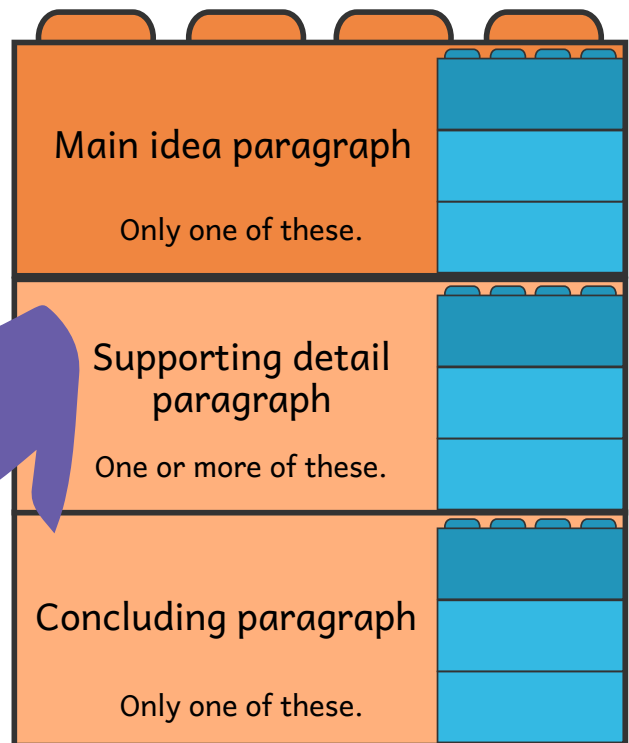 Main idea paragraph
Only one of these.
Supporting detail
paragraph
One or more of these.
Concluding paragraph
Only one of these.